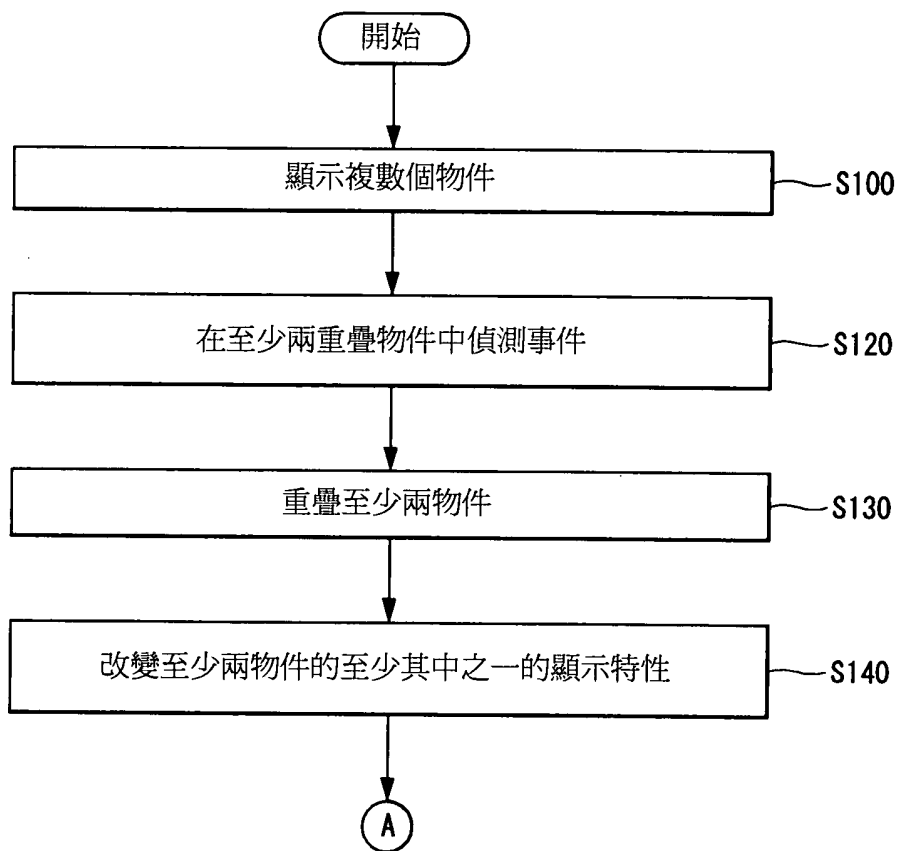 開始
顯示複數個物件
S100
在至少兩重疊物件中偵測事件
S120
重疊至少兩物件
S130
改變至少兩物件的至少其中之一的顯示特性
S140
A